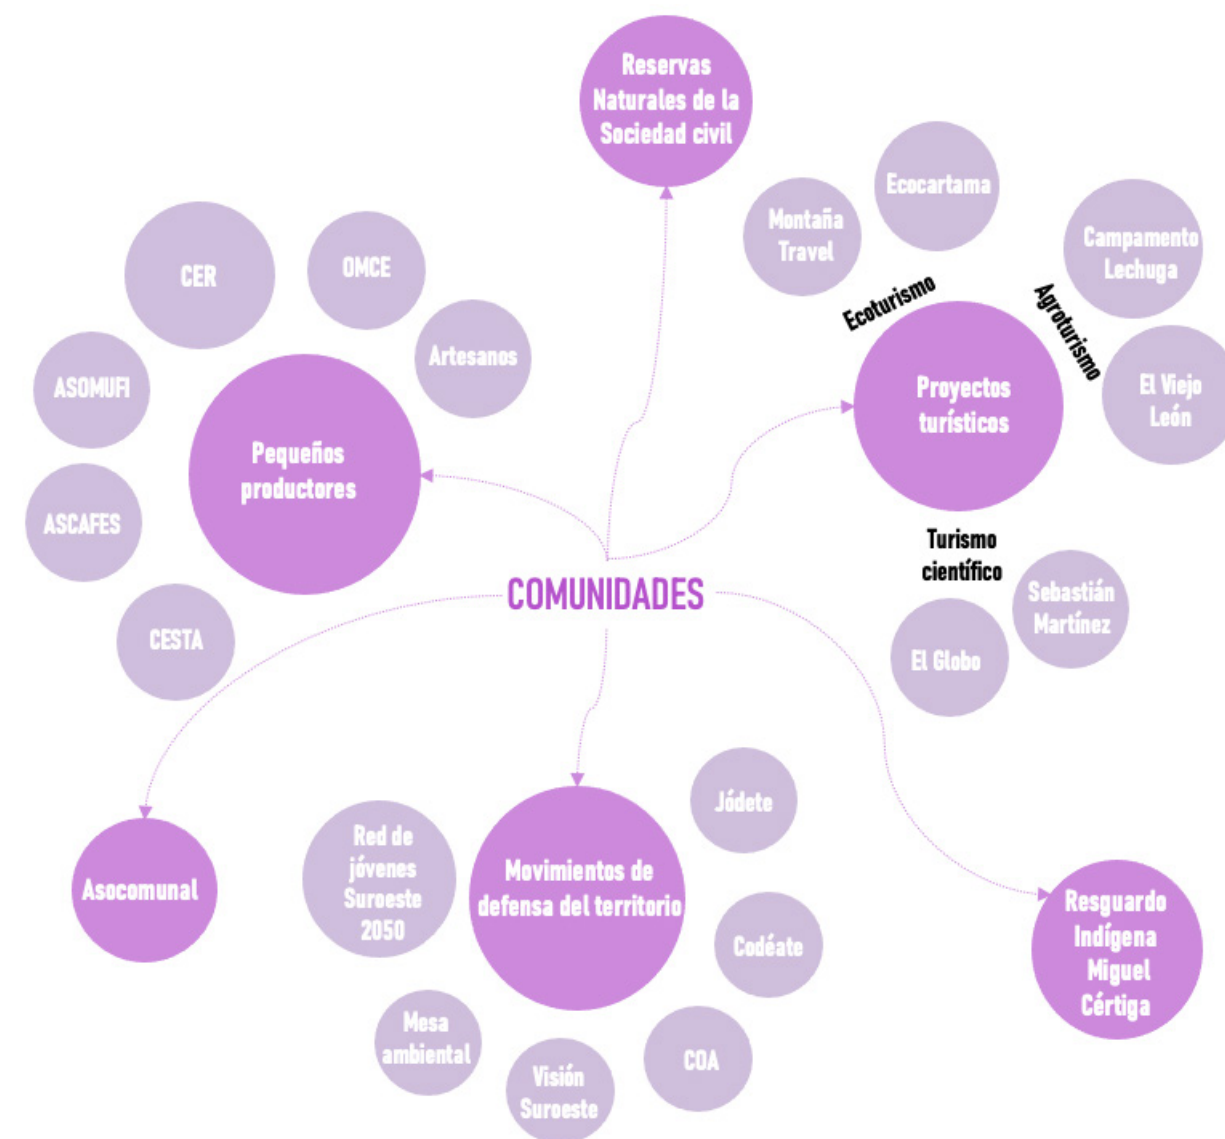 Reservas
Naturales de la
Sociedad civil
Ecocartama
Montaña
Travel
Campamento
Lechuga
CER
OMCE
Ecoturismo
Agroturismo
Artesanos
ASOMUFI
Proyectos
turísticos
El Viejo
León
Pequeños
productores
ASCAFES
Turismo
científico
COMUNIDADES
Sebastián
Martínez
CESTA
El Globo
Jódete
Red de
jóvenes
Suroeste
2050
Movimientos de
defensa del territorio
Asocomunal
Codéate
Resguardo
Indígena
Miguel
Cértiga
Mesa
ambiental
COA
Visión
Suroeste